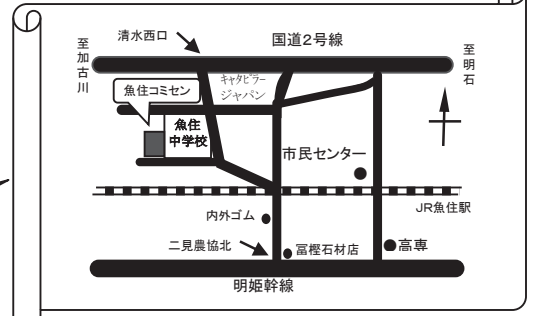 清水西口
国道2号線
至加古川
至明石
キャタピラー
ジャパン
魚住コミセン
魚住
中学校
市民センター
JR魚住駅
内外ゴム
二見農協北
冨樫石材店
高専
明姫幹線